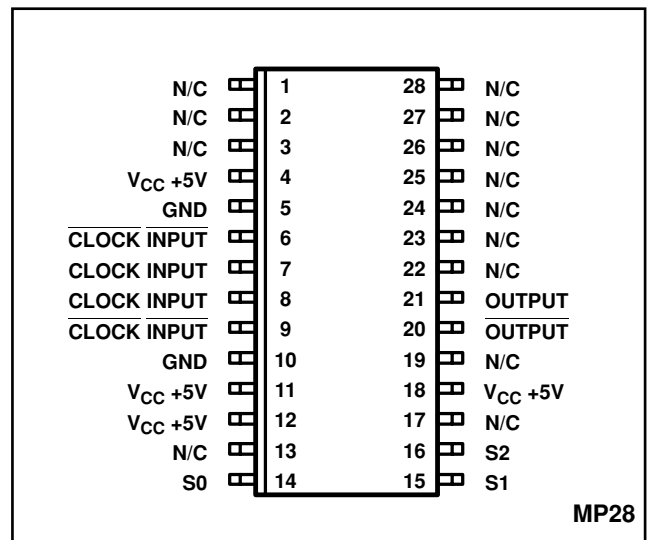 N/C 1 28 N/C
N/C 2 27 N/C
N/C 3 26 N/C
VCC +5V 4 25 N/C
GND 5 24 N/C
CLOCK INPUT 6 23 N/C
CLOCK INPUT 7 22 N/C
CLOCK INPUT 8 21 OUTPUT
CLOCK INPUT 9 20 OUTPUT
GND 10 19 N/C
VCC +5V 11 18 VCC +5V
VCC +5V 12 17 N/C
N/C 13 16 S2
S0 14 15 S1
MP28